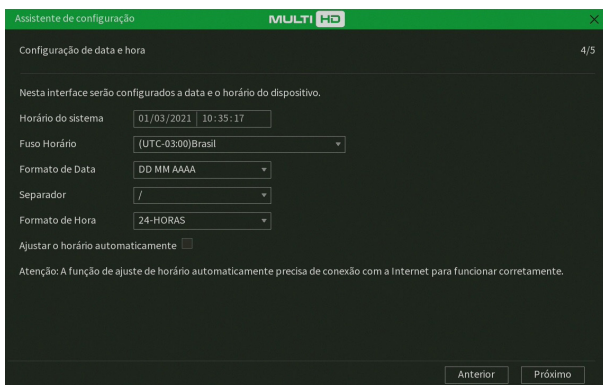 Assistente de configuração MULTI HD X
Configuração de data e hora 4/5
Nesta interface serão configurados a data e o horário do dispositivo.
Horário do sistema 01/03/2021 | 10:35:17
Fuso Horário (UTC-03:00)Brasil
Formato de Data DD MM AAAA
Separador /
Formato de Hora 24-HORAS
Ajustar o horário automaticamente
Atenção: A função de ajuste de horário automaticamente precisa de conexão com a Internet para funcionar corretamente.
Anterior Próximo